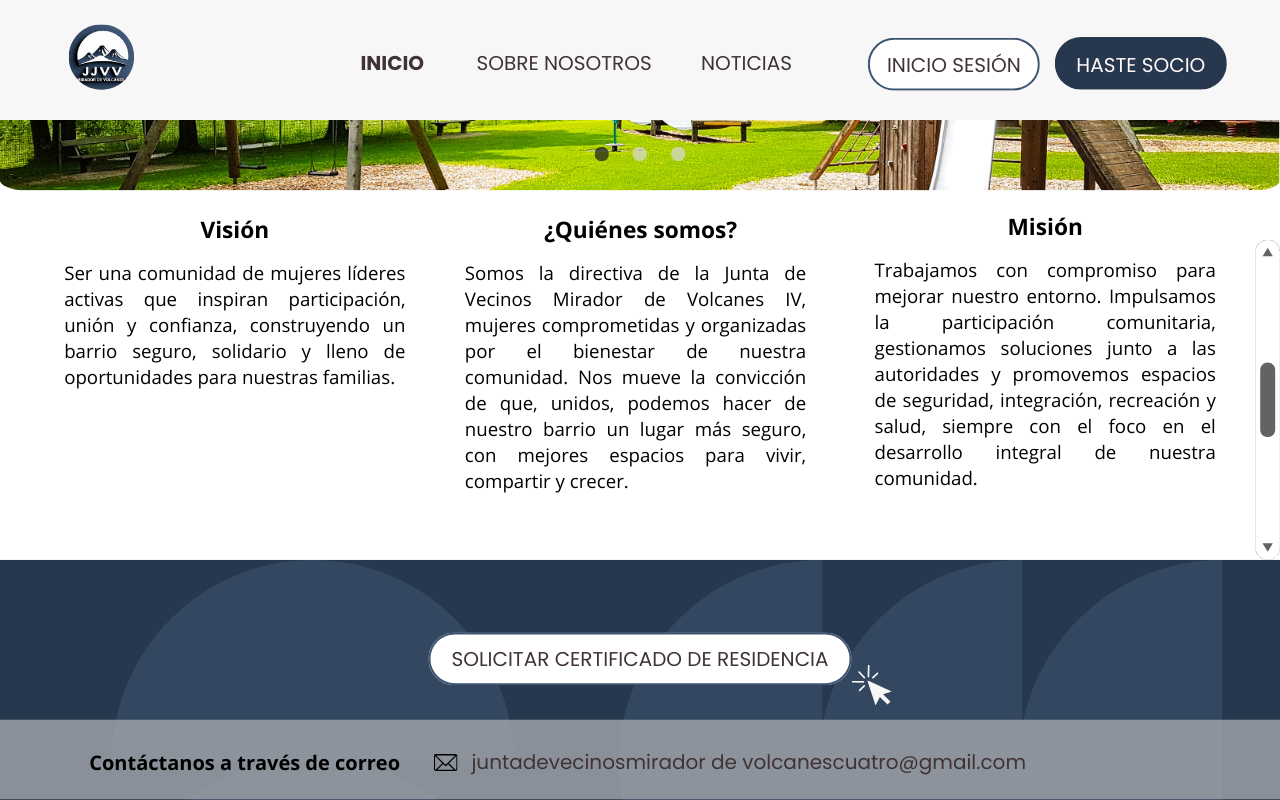 JJVV
MIRADOR DE VOLCANES
INICIO
SOBRE NOSOTROS
NOTICIAS
INICIO SESIÓN
HASTE SOCIO
Visión
Ser una comunidad de mujeres líderes
activas que inspiran participación,
unión y confianza, construyendo un
barrio seguro, solidario y lleno de
oportunidades para nuestras familias.
¿Quiénes somos?
Somos la directiva de la Junta de
Vecinos Mirador de Volcanes IV,
mujeres comprometidas y organizadas
por el bienestar de nuestra
comunidad. Nos mueve la convicción
de que, unidos, podemos hacer de
nuestro barrio un lugar más seguro,
con mejores espacios para vivir,
compartir y crecer.
Misión
Trabajamos con compromiso para
mejorar nuestro entorno. Impulsamos
la participación comunitaria,
gestionamos soluciones junto a las
autoridades y promovemos espacios
de seguridad, integración, recreación y
salud, siempre con el foco en el
desarrollo integral de nuestra
comunidad.
SOLICITAR CERTIFICADO DE RESIDENCIA
Contáctanos a través de correo
juntadevecinosmirador de volcanescuatro@gmail.com